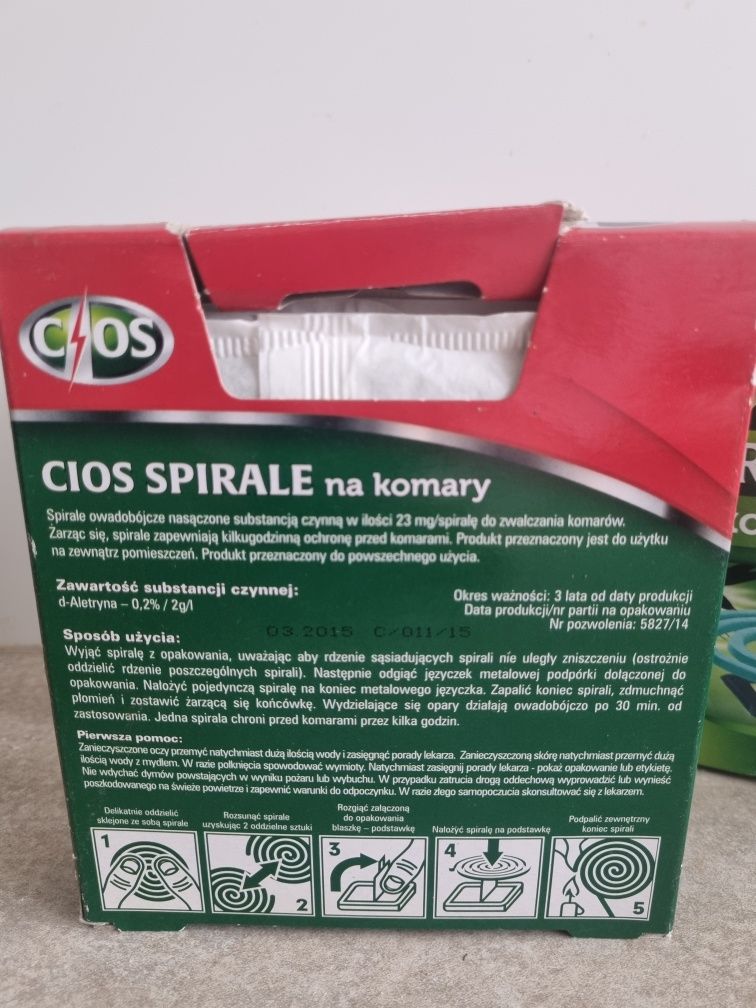 CIOS
CIOS SPIRALE na komary
Spirale owadobójcze nasączone substancją czynną w ilości 23 mg/spiralę do zwalczania komarów.
Żarząc się, spirale zapewniają kilkugodzinną ochronę przed komarami. Produkt przeznaczony jest do użytku
na zewnątrz pomieszczeń. Produkt przeznaczony do powszechnego użycia.
Zawartość substancji czynnej:
d-Aletryna – 0,2% / 2g/l
Okres ważności: 3 lata od daty produkcji
Data produkcji/nr partii na opakowaniu
Nr pozwolenia: 5827/14
03.2015 C/011/15
Sposób użycia:
Wyjąć spiralę z opakowania, uważając aby rdzenie sąsiadujących spirali nie uległy zniszczeniu (ostrożnie
oddzielić rdzenie poszczególnych spirali). Następnie odgiąć języczek metalowej podpórki dołączonej do
opakowania. Nałożyć pojedynczą spiralę na koniec metalowego języczka. Zapalić koniec spirali, zdmuchnąć
płomień i zostawić żarzącą się końcówkę. Wydzielające się opary działają owadobójczo po 30 min. od
zastosowania. Jedna spirala chroni przed komarami przez kilka godzin.
Pierwsza pomoc:
Zanieczyszczone oczy przemyć natychmiast dużą ilością wody i zasięgnąć porady lekarza. Zanieczyszczoną skórę natychmiast przemyć dużą
ilością wody z mydłem. W razie połknięcia spowodować wymioty. Natychmiast zasięgnij porady lekarza - pokaż opakowanie lub etykietę.
Nie wdychać dymów powstających w wyniku pożaru lub wybuchu. W przypadku zatrucia drogą oddechową wyprowadzić lub wynieść
poszkodowanego na świeże powietrze i zapewnić warunki do odpoczynku. W razie złego samopoczucia skonsultować się z lekarzem.
Delikatnie oddzielić
sklejone ze sobą spirale
1
Rozsunąć spirale
uzyskując 2 oddzielne sztuki
2
Rozgiąć załączoną
do opakowania
blaszkę – podstawkę
3
Nałożyć spiralę na podstawkę
4
Podpalić zewnętrzny
koniec spirali
5